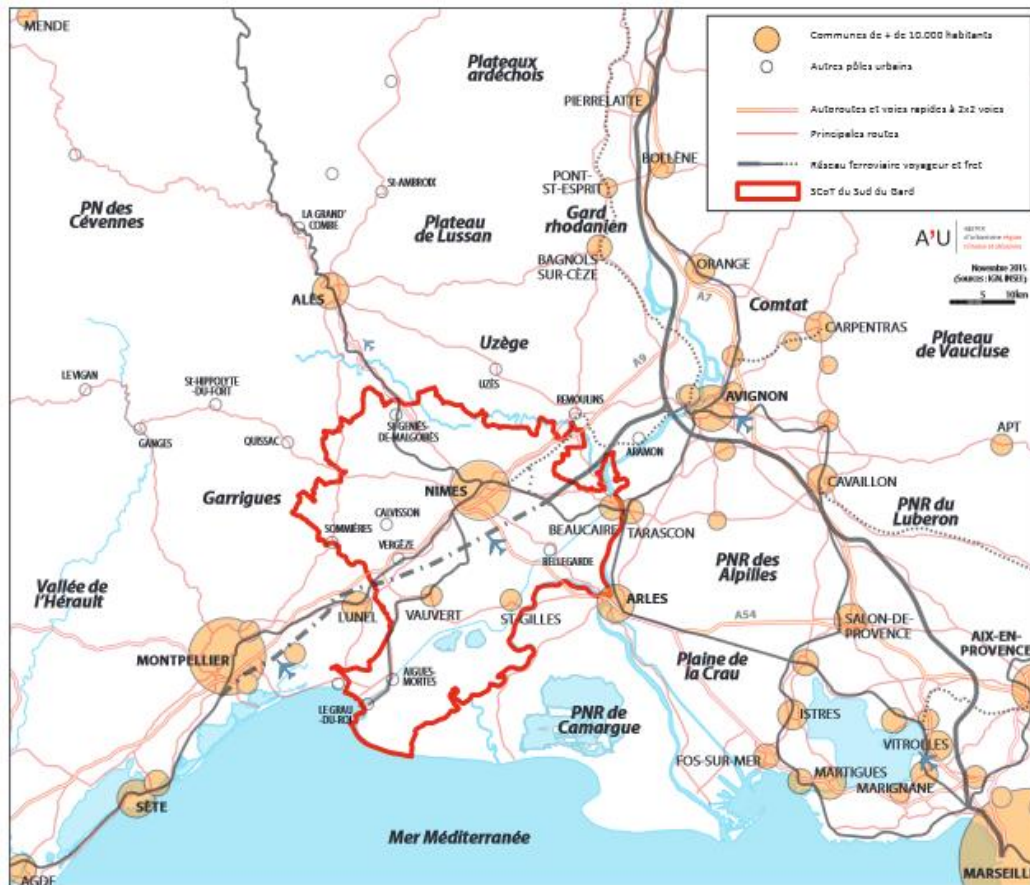 MENDE
Plateaux
ardéchois
PIERRELATTE
BOLLÈNE
PONT-
ST-ESPRIT
ST-AMBROIX
PN des
Cévennes
LA GRAND'
COMBE
Plateau
de Lussan
Gard
rhodanien
BAGNOLS
SUR-CÈZE
ORANGE
A7
ALÈS
Comtat
CARPENTRAS
Plateau
de Vaucluse
Uzège
A9
LE VIGAN
ST-HIPPOLYTE
-DU-FORT
UZÈS
REMOULINS
AVIGNON
ST-GENIÈS-
DE-MALGOIRÈS
GANGES
QUISSAC
ARAMON
APT
NÎMES
CAVAILLON
Garrigues
CALVISSON
BEAUCAIRE
TARASCON
PNR du
Luberon
SOMMIÈRES
VERGÈZE
BELLEGARDE
PNR des
Alpilles
Vallée de
l'Hérault
LUNEL
VAUVERT
ST-GILLES
ARLES
A54
SALON-DE-
PROVENCE
MONTPELLIER
AIX-EN-
PROVENCE
Plaine de
la Crau
AIGUES-
MORTES
LE GRAU
-DU-ROI
PNR de
Camargue
ISTRES
VITROLLES
FOS-SUR-MER
MARTIGUES
MARIGNANE
SÈTE
Mer Méditerranée
AGDE
MARSEILLE
Communes de + de 10.000 habitants
Autres pôles urbains
Autoroutes et voies rapides à 2x2 voies
Principales routes
Réseau ferroviaire voyageur et fret
SCoT du Sud du Gard
A'U
Novembre 2015
(Sources : IGN, INSEE)
5 10km